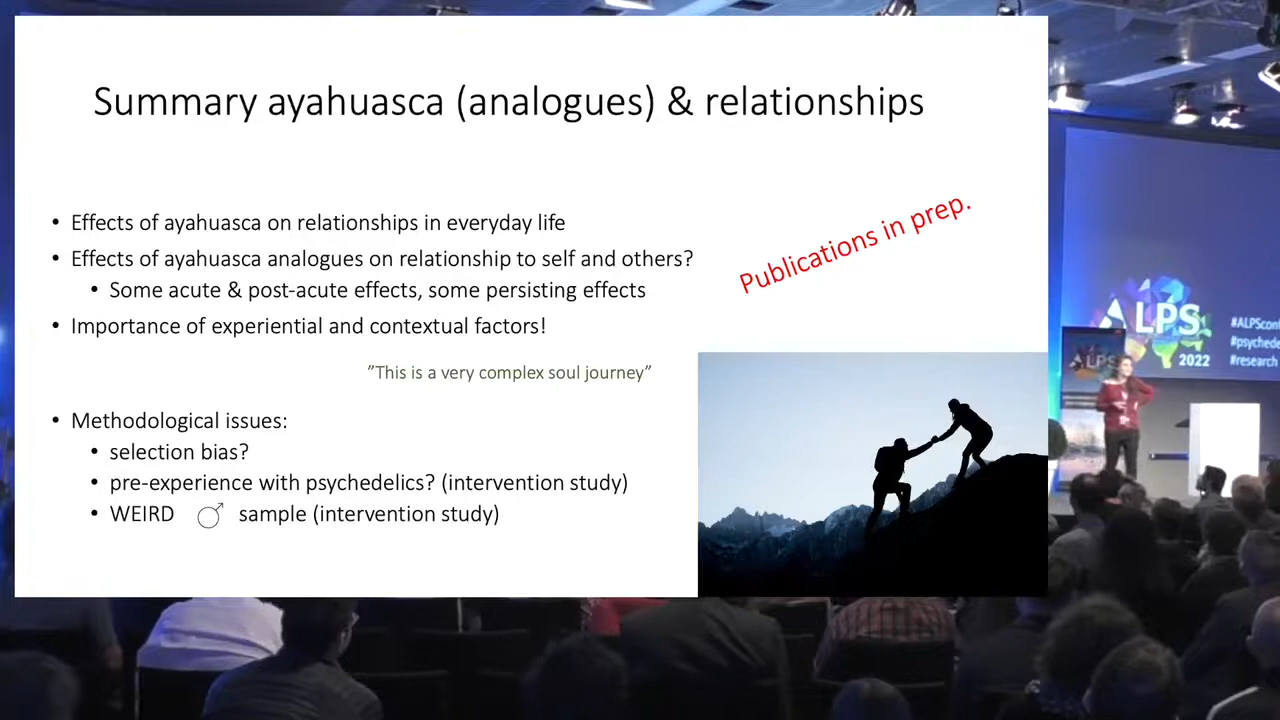 Summary ayahuasca (analogues) & relationships
• Effects of ayahuasca on relationships in everyday life
• Effects of ayahuasca analogues on relationship to self and others?
• Some acute & post-acute effects, some persisting effects
• Importance of experiential and contextual factors!
”This is a very complex soul journey”
• Methodological issues:
• selection bias?
• pre-experience with psychedelics? (intervention study)
• WEIRD ♂ sample (intervention study)
Publications in prep.
ALPS
2022
#ALPScon
#psychede
#research
ALPS